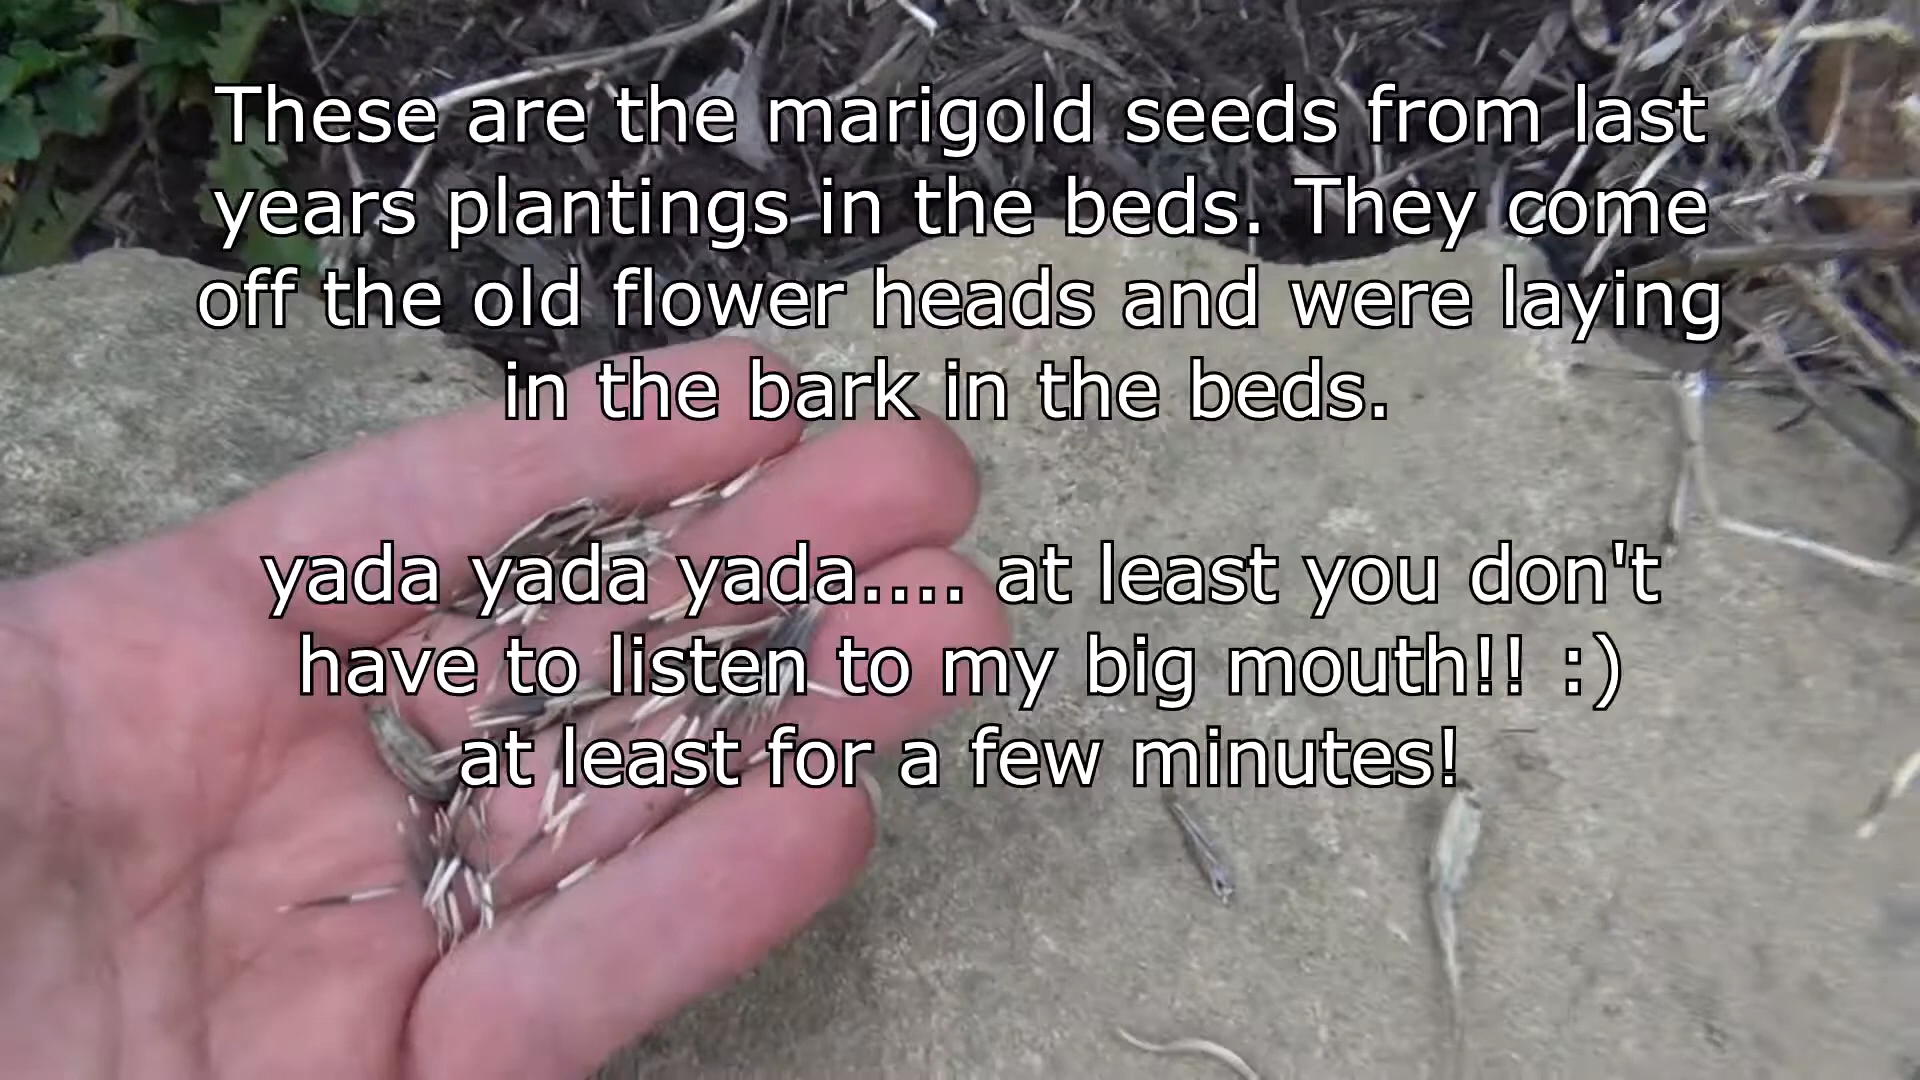 These are the marigold seeds from last
years plantings in the beds. They come
off the old flower heads and were laying
in the bark in the beds.
yada yada yada.... at least you don't
have to listen to my big mouth!! :)
at least for a few minutes!